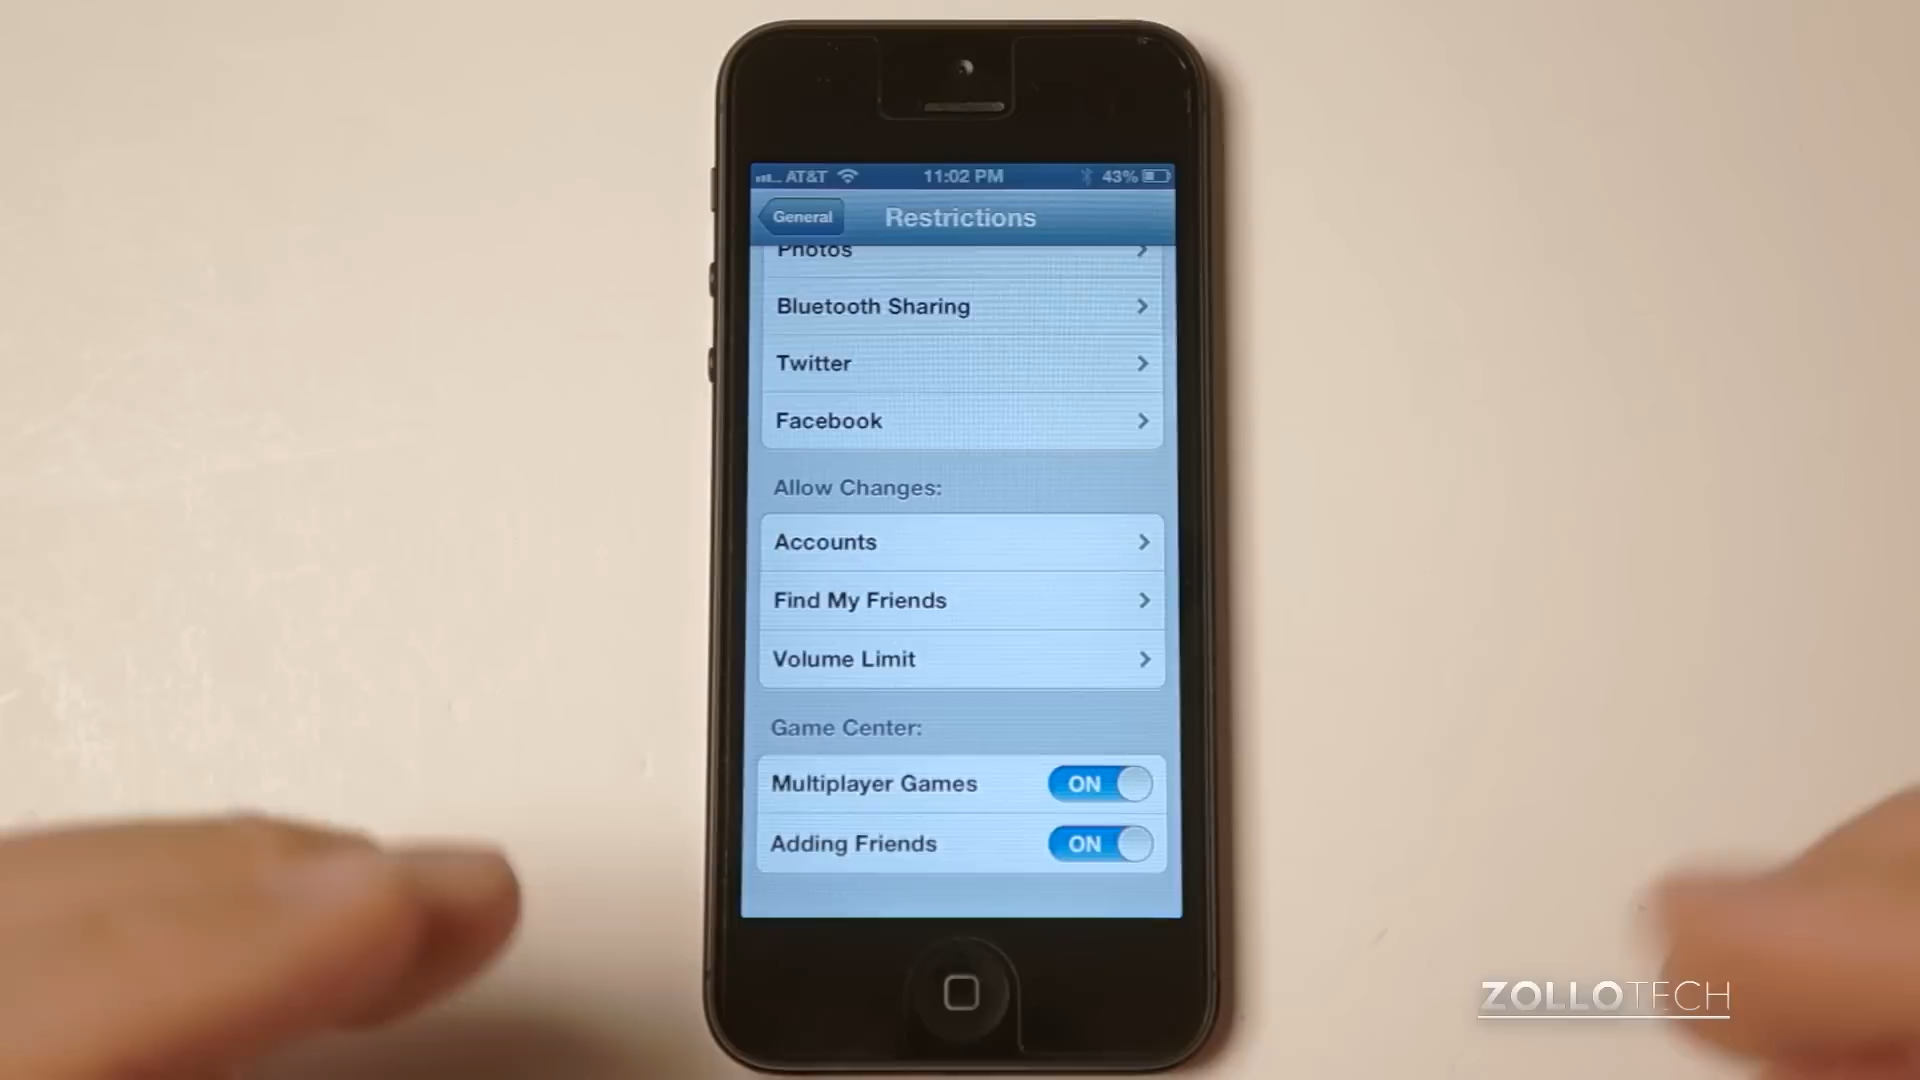 AT&T 11:02 PM 43%
General Restrictions
Photos
Bluetooth Sharing
Twitter
Facebook
Allow Changes:
Accounts
Find My Friends
Volume Limit
Game Center:
Multiplayer Games ON
Adding Friends ON
ZOLLOTECH